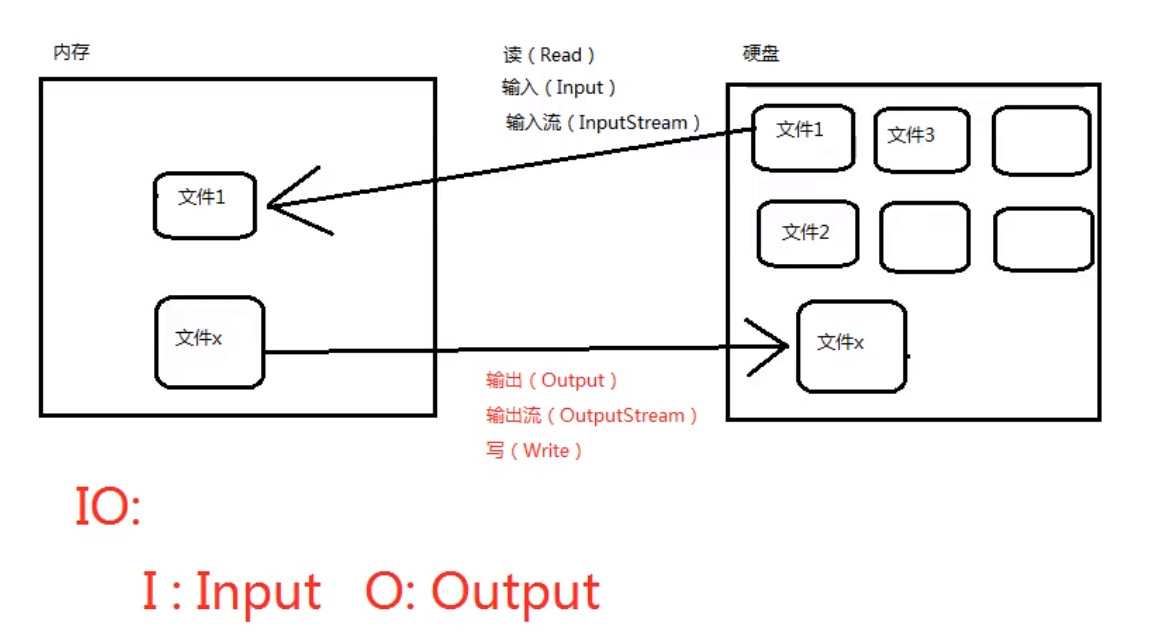 内存
读（Read）
输入（Input）
输入流（InputStream）
硬盘
文件1
文件3
文件1
文件2
文件x
文件x
输出（Output）
输出流（OutputStream）
写（Write）
IO:
I : Input O: Output